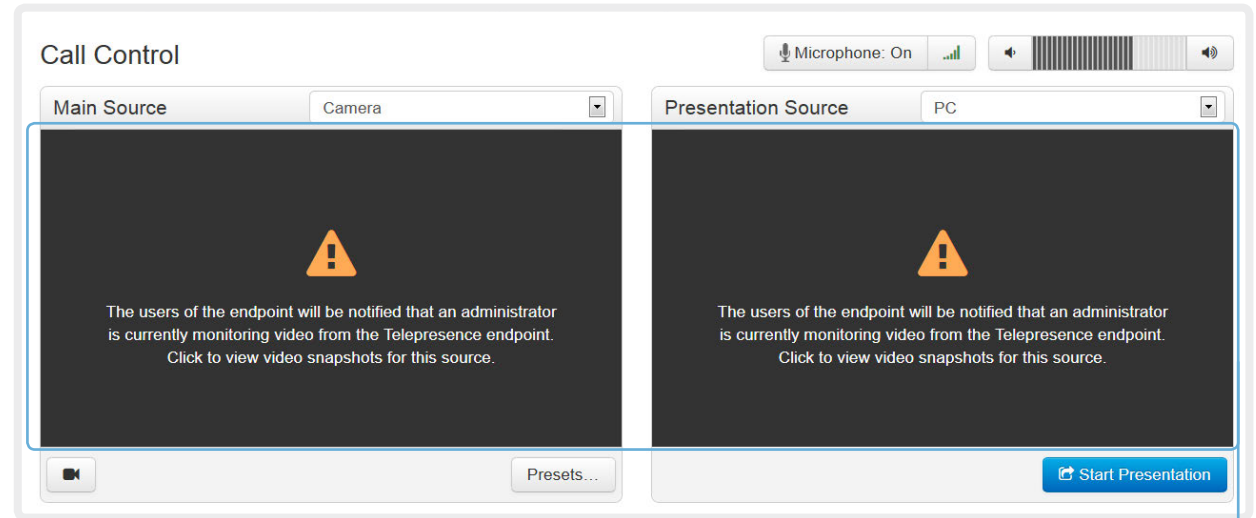 Call Control
Microphone: On
Main Source
Camera
Presentation Source
PC
The users of the endpoint will be notified that an administrator
is currently monitoring video from the Telepresence endpoint.
Click to view video snapshots for this source.
The users of the endpoint will be notified that an administrator
is currently monitoring video from the Telepresence endpoint.
Click to view video snapshots for this source.
Presets...
Start Presentation